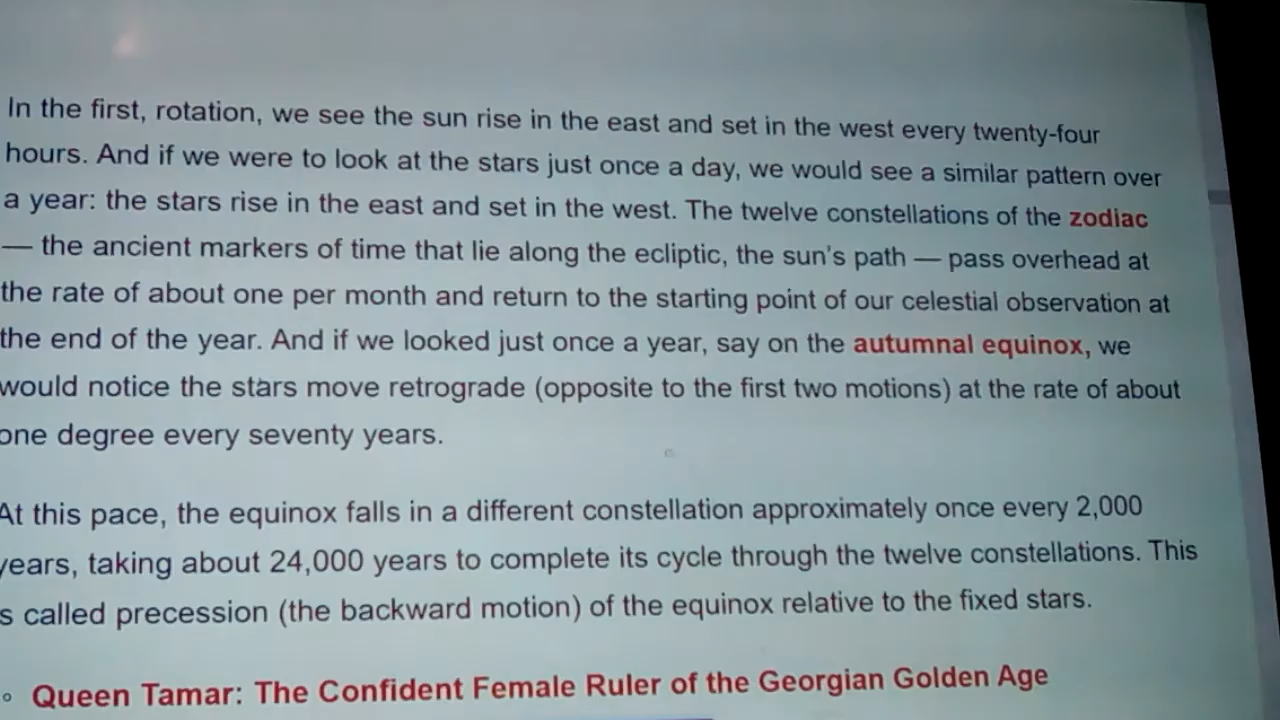 In the first, rotation, we see the sun rise in the east and set in the west every twenty-four
hours. And if we were to look at the stars just once a day, we would see a similar pattern over
a year: the stars rise in the east and set in the west. The twelve constellations of the zodiac
— the ancient markers of time that lie along the ecliptic, the sun's path — pass overhead at
the rate of about one per month and return to the starting point of our celestial observation at
the end of the year. And if we looked just once a year, say on the autumnal equinox, we
would notice the stars move retrograde (opposite to the first two motions) at the rate of about
one degree every seventy years.
At this pace, the equinox falls in a different constellation approximately once every 2,000
years, taking about 24,000 years to complete its cycle through the twelve constellations. This
s called precession (the backward motion) of the equinox relative to the fixed stars.
Queen Tamar: The Confident Female Ruler of the Georgian Golden Age